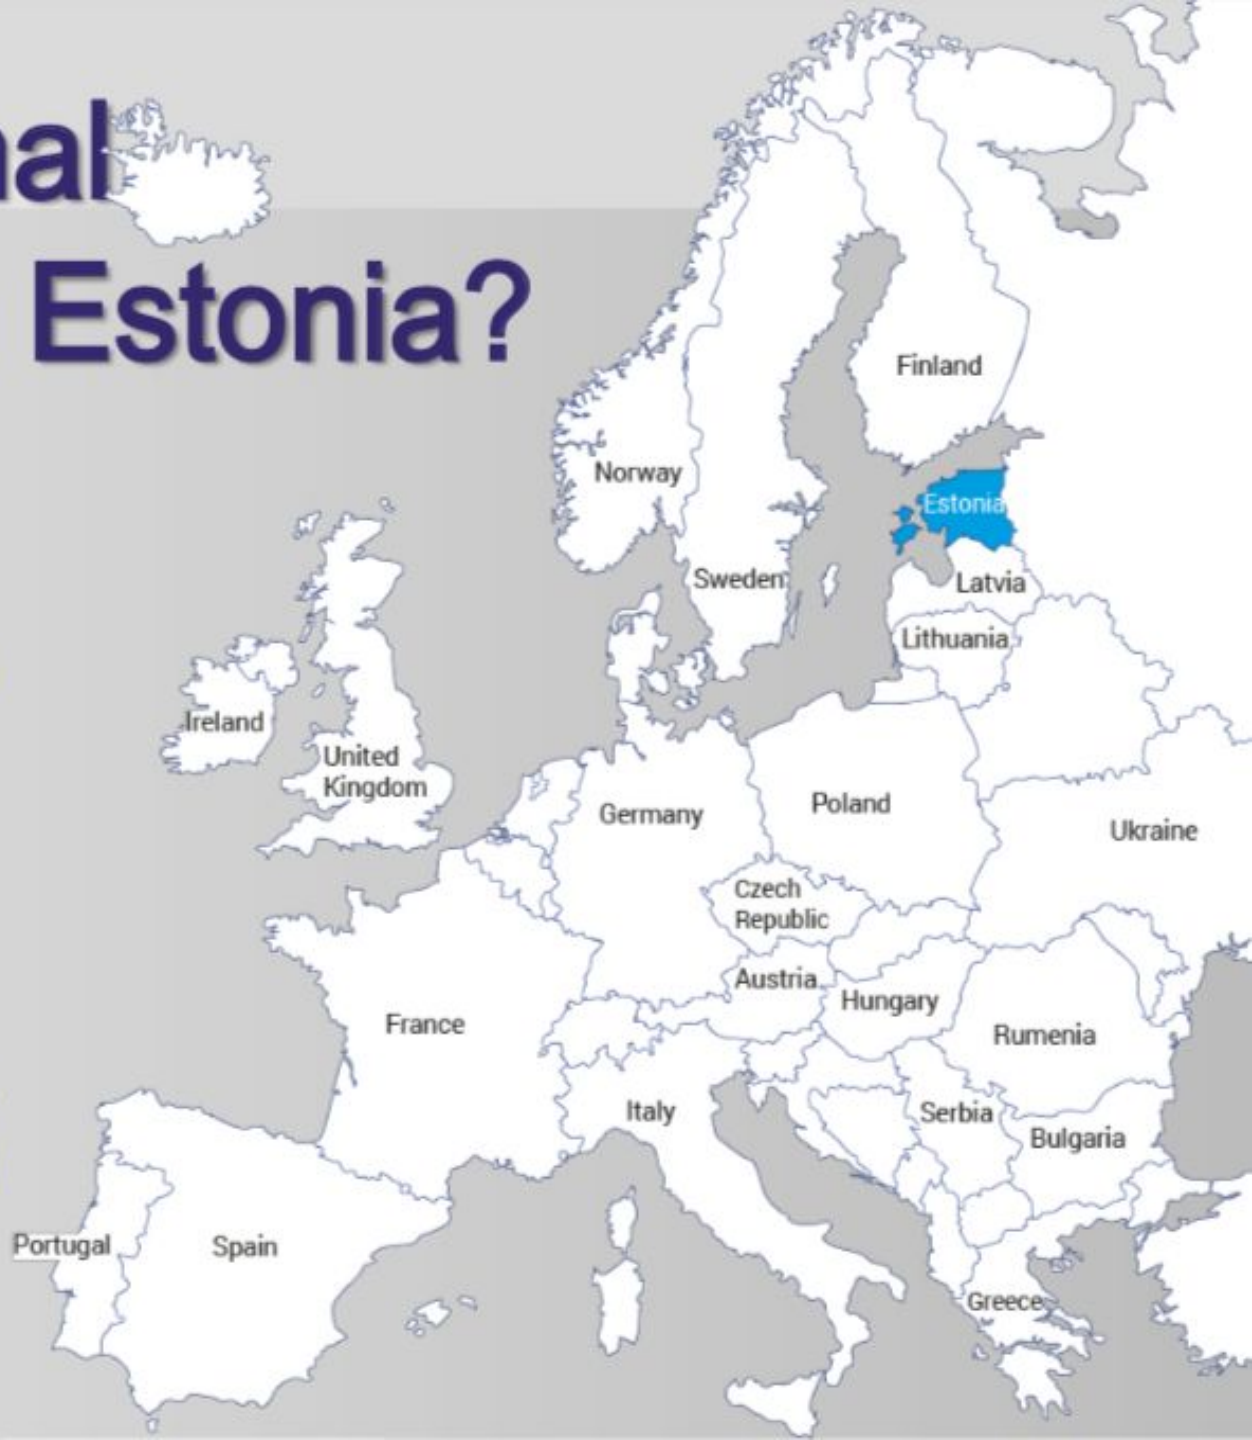 nal
Estonia?
Finland
Norway
Estonia
Sweden
Latvia
Lithuania
Ireland
United
Kingdom
Germany
Poland
Ukraine
Czech
Republic
Austria
Hungary
France
Rumenia
Italy
Serbia
Bulgaria
Portugal
Spain
Greece